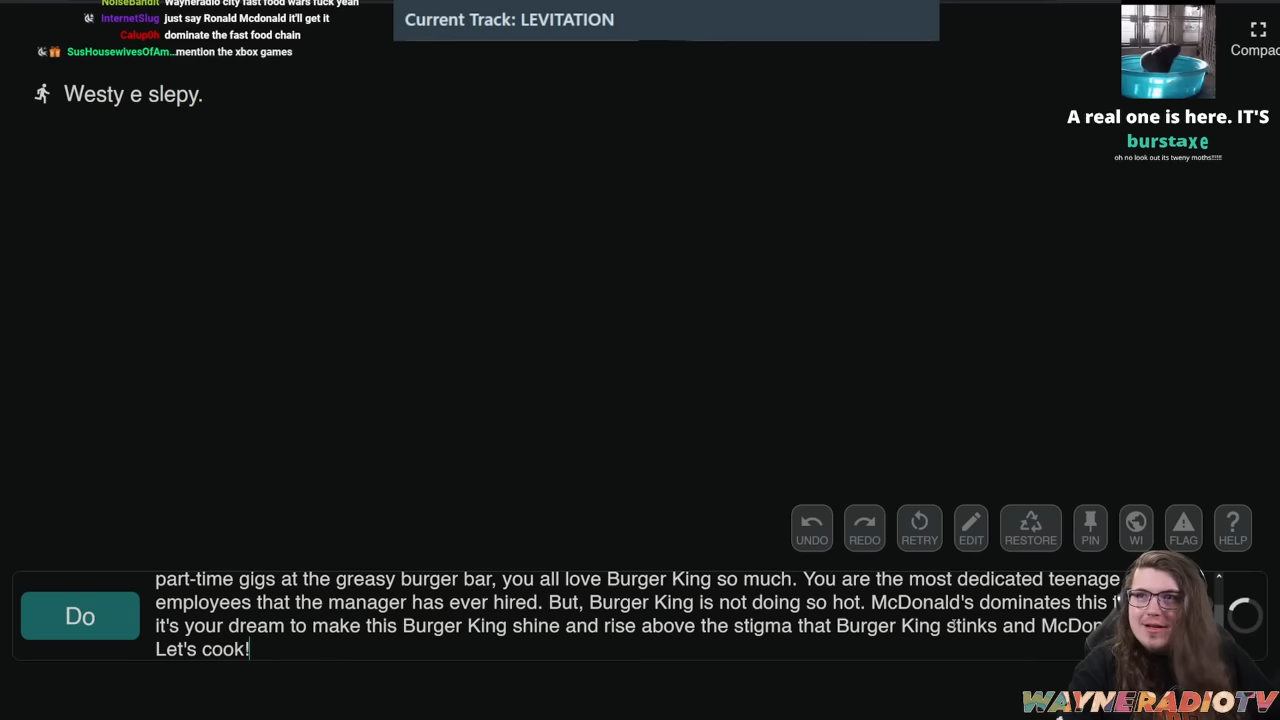 NoiseBandit Wayneradio city fast food wars fuck yeah
InternetSlug just say Ronald Mcdonald it'll get it
Calup0h dominate the fast food chain
SusHousewivesOfAm...mention the xbox games
Current Track: LEVITATION
Compac
A real one is here. IT'S
burstaxe
oh no look out its tweny moths!!!!!
Westy e slepy.
UNDO
REDO
RETRY
EDIT
RESTORE
PIN
WI
FLAG
HELP
Do
part-time gigs at the greasy burger bar, you all love Burger King so much. You are the most dedicated teenage
employees that the manager has ever hired. But, Burger King is not doing so hot. McDonald's dominates this
it's your dream to make this Burger King shine and rise above the stigma that Burger King stinks and McDon
Let's cook!
WAYNERADIOTV